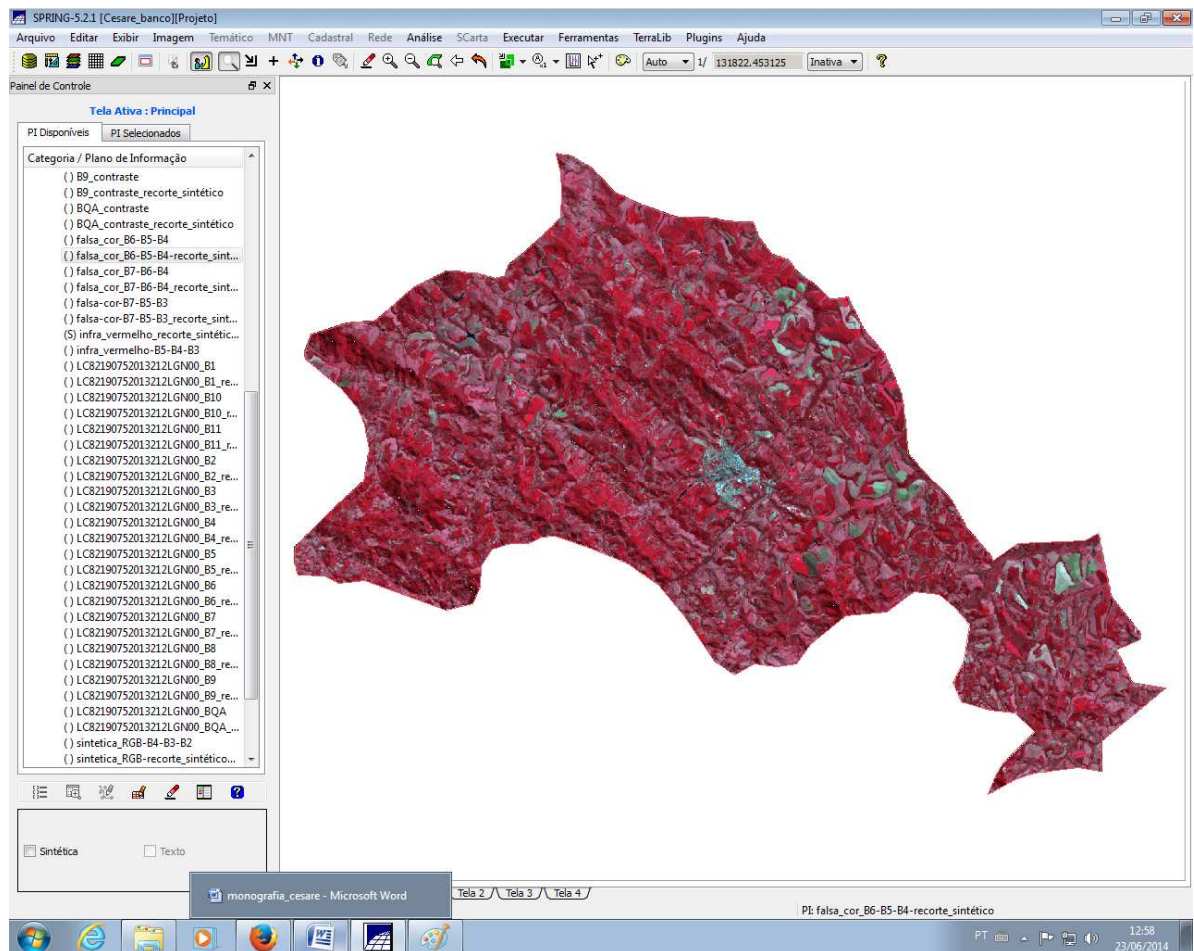 SPRING-5.2.1 [Cesare_banco][Projeto]
Arquivo Editar Exibir Imagem Temático MNT Cadastral Rede Análise SCarta Executar Ferramentas TerraLib Plugins Ajuda
Auto 1/ 131822.453125 Inativa
Painel de Controle
Tela Ativa : Principal
PI Disponíveis PI Selecionados
Categoria / Plano de Informação
( ) B9_contraste
( ) B9_contraste_recorte_sintético
( ) BQA_contraste
( ) BQA_contraste_recorte_sintético
( ) falsa_cor_B6-B5-B4
( ) falsa_cor_B6-B5-B4-recorte_sint...
( ) falsa_cor_B7-B6-B4
( ) falsa_cor_B7-B6-B4_recorte_sint...
( ) falsa-cor-B7-B5-B3
( ) falsa-cor-B7-B5-B3_recorte_sint...
(S) infra_vermelho_recorte_sintétic...
( ) infra_vermelho-B5-B4-B3
( ) LC82190752013212LGN00_B1
( ) LC82190752013212LGN00_B1_re...
( ) LC82190752013212LGN00_B10
( ) LC82190752013212LGN00_B10_r...
( ) LC82190752013212LGN00_B11
( ) LC82190752013212LGN00_B11_r...
( ) LC82190752013212LGN00_B2
( ) LC82190752013212LGN00_B2_re...
( ) LC82190752013212LGN00_B3
( ) LC82190752013212LGN00_B3_re...
( ) LC82190752013212LGN00_B4
( ) LC82190752013212LGN00_B4_re...
( ) LC82190752013212LGN00_B5
( ) LC82190752013212LGN00_B5_re...
( ) LC82190752013212LGN00_B6
( ) LC82190752013212LGN00_B6_re...
( ) LC82190752013212LGN00_B7
( ) LC82190752013212LGN00_B7_re...
( ) LC82190752013212LGN00_B8
( ) LC82190752013212LGN00_B8_re...
( ) LC82190752013212LGN00_B9
( ) LC82190752013212LGN00_B9_re...
( ) LC82190752013212LGN00_BQA
( ) LC82190752013212LGN00_BQA_...
( ) sintetica_RGB-B4-B3-B2
( ) sintetica_RGB-recorte_sintético...
Sintética Texto
monografia_cesare - Microsoft Word
Tela 2 Tela 3 Tela 4
PI: falsa_cor_B6-B5-B4-recorte_sintético
PT
12:58
23/06/2014